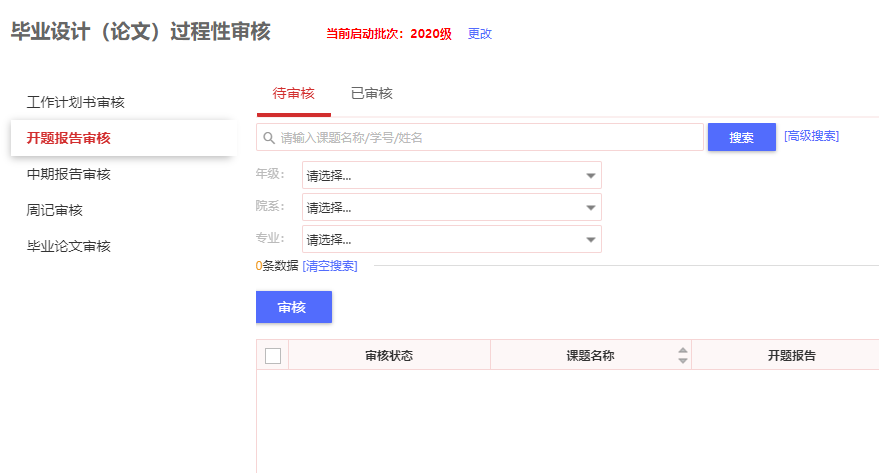 毕业设计（论文）过程性审核
当前启动批次：2020级 更改
工作计划书审核
开题报告审核
中期报告审核
周记审核
毕业论文审核
待审核 已审核
请输入课题名称/学号/姓名 搜索 [高级搜索]
年级： 请选择...
院系： 请选择...
专业： 请选择...
0条数据 [清空搜索]
审核
审核状态 课题名称 开题报告